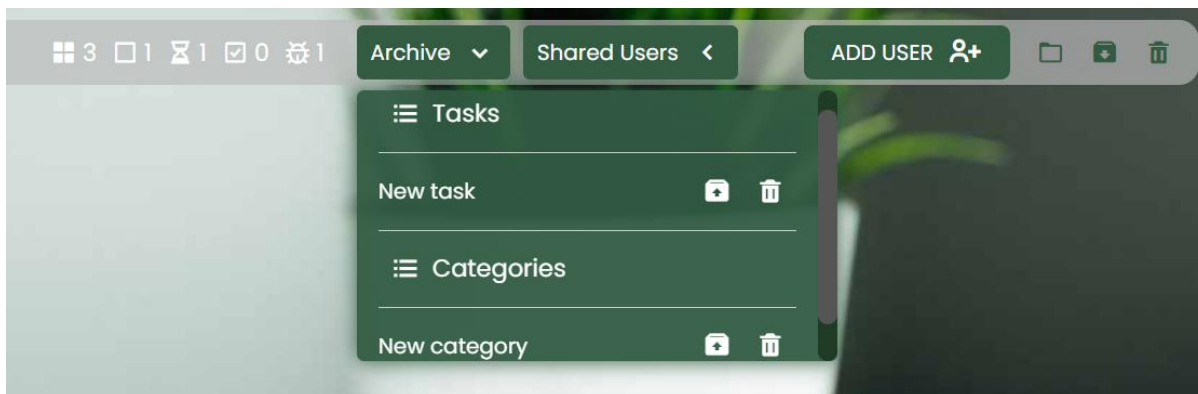 3 1 1 0 1 Archive Shared Users ADD USER
Tasks
New task
Categories
New category